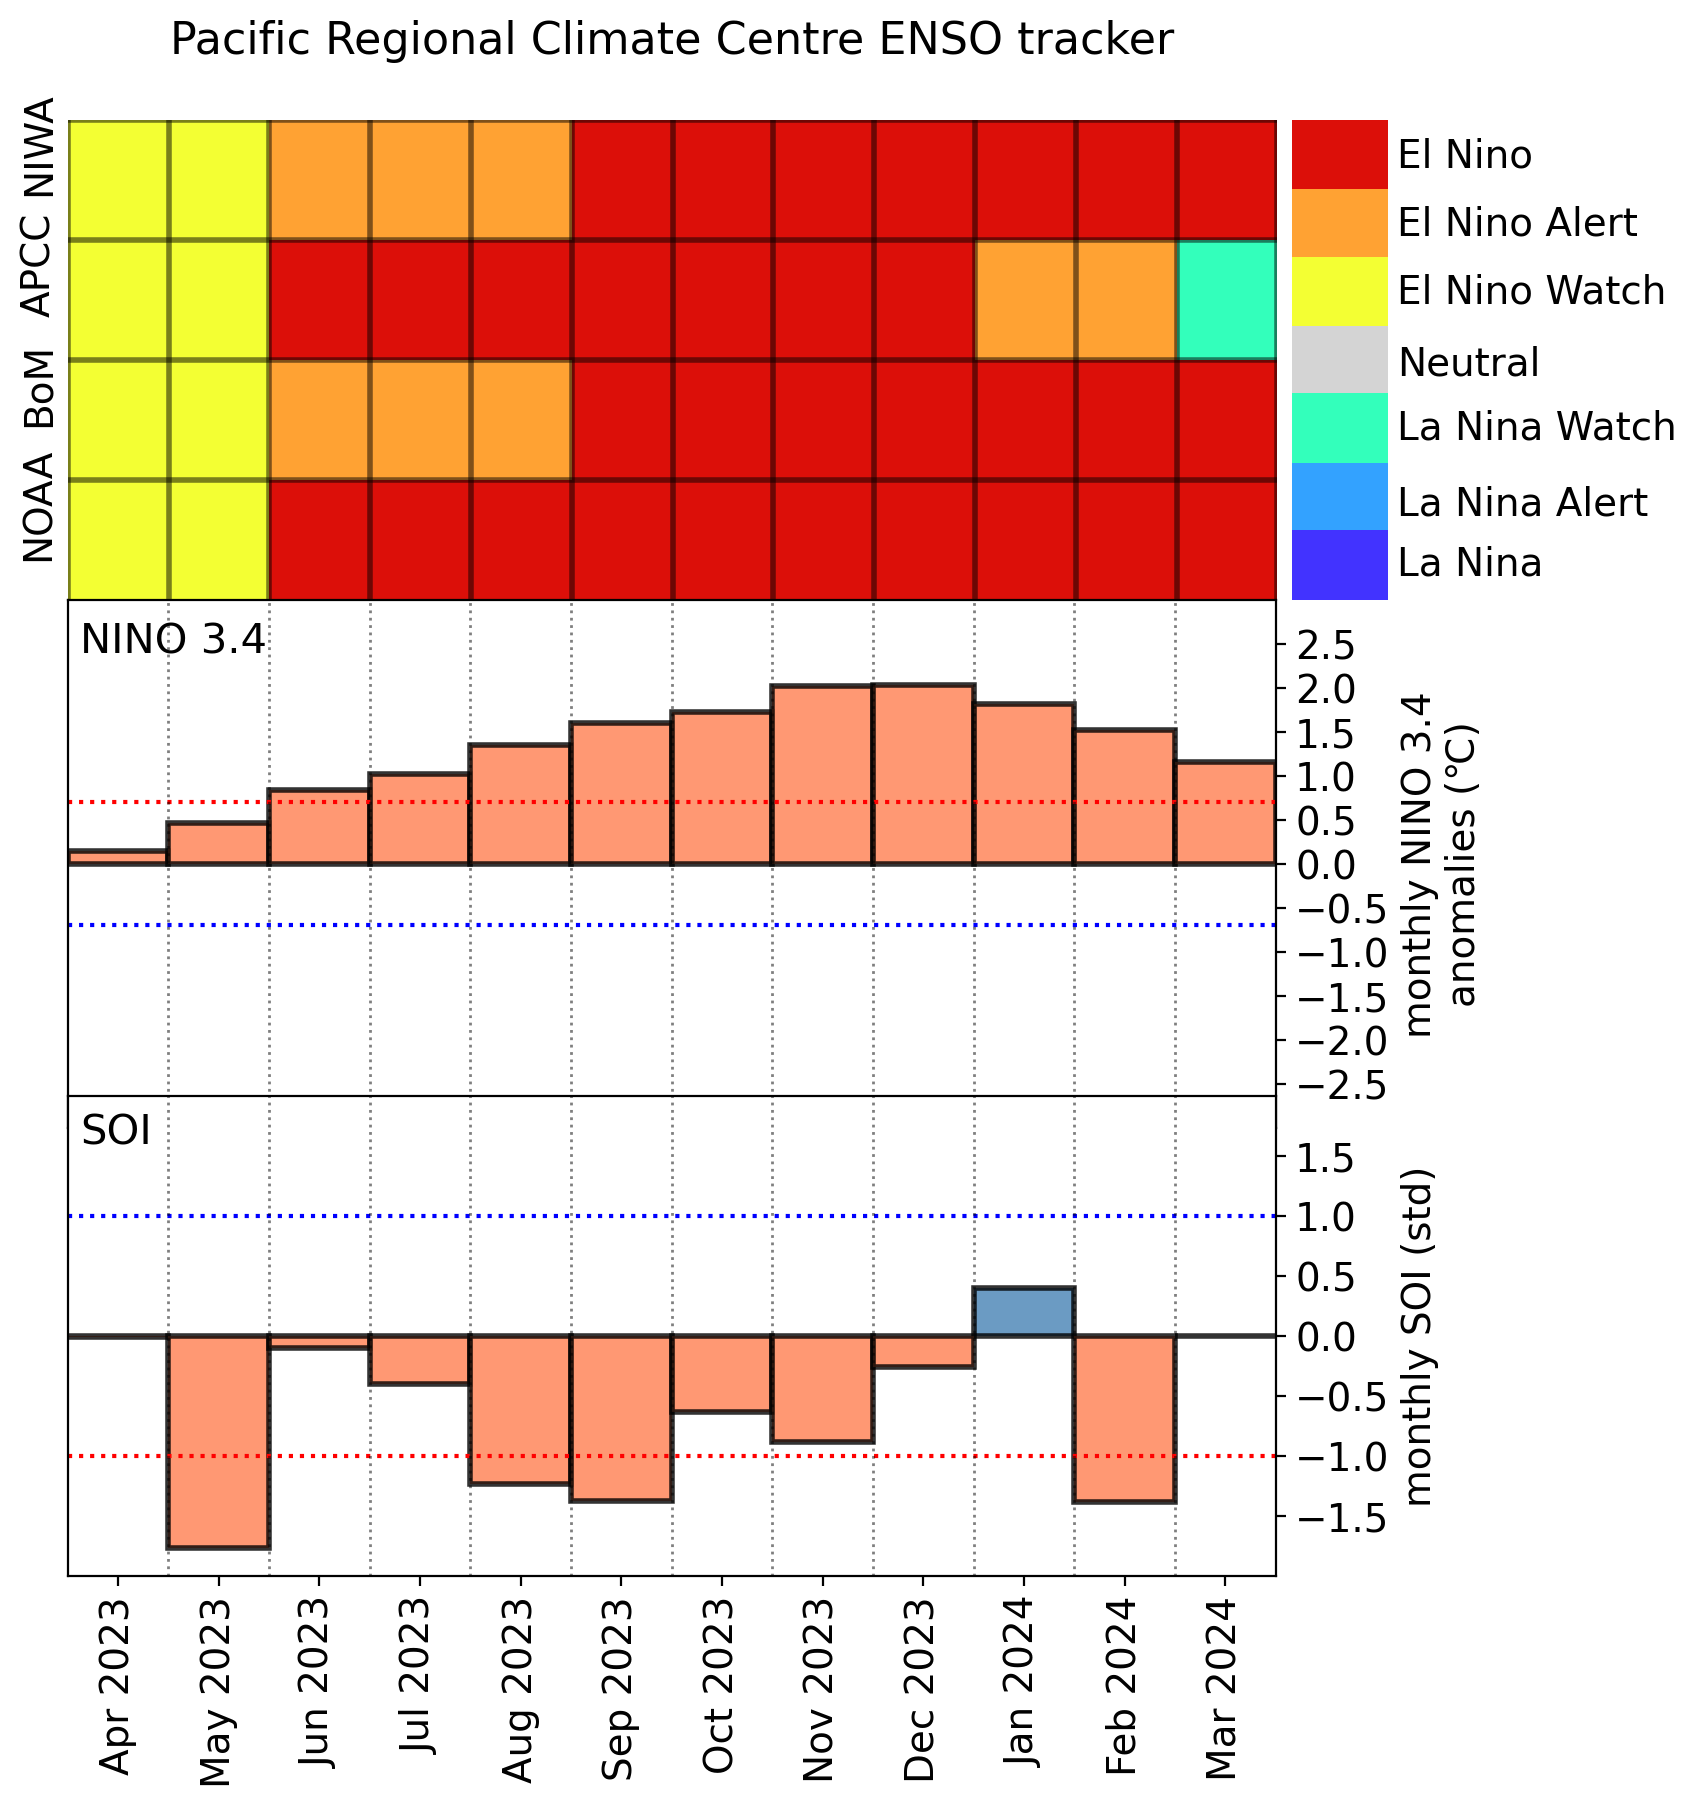 Pacific Regional Climate Centre ENSO tracker
NIWA
APCC
BoM
NOAA
El Nino
El Nino Alert
El Nino Watch
Neutral
La Nina Watch
La Nina Alert
La Nina
NINO 3.4
2.5
2.0
1.5
1.0
0.5
0.0
−0.5
−1.0
−1.5
−2.0
−2.5
monthly NINO 3.4
anomalies (℃)
SOI
1.5
1.0
0.5
0.0
−0.5
−1.0
−1.5
monthly SOI (std)
Apr 2023
May 2023
Jun 2023
Jul 2023
Aug 2023
Sep 2023
Oct 2023
Nov 2023
Dec 2023
Jan 2024
Feb 2024
Mar 2024